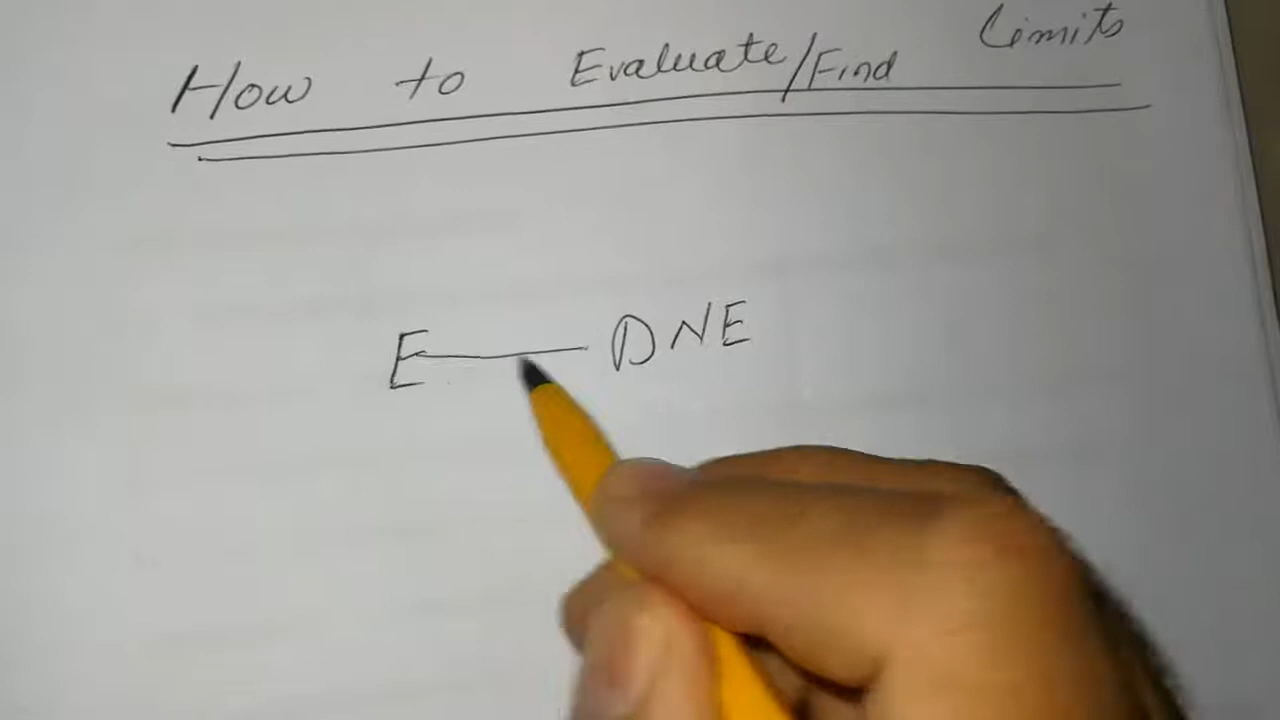 How to Evaluate/Find Limits
E — DNE